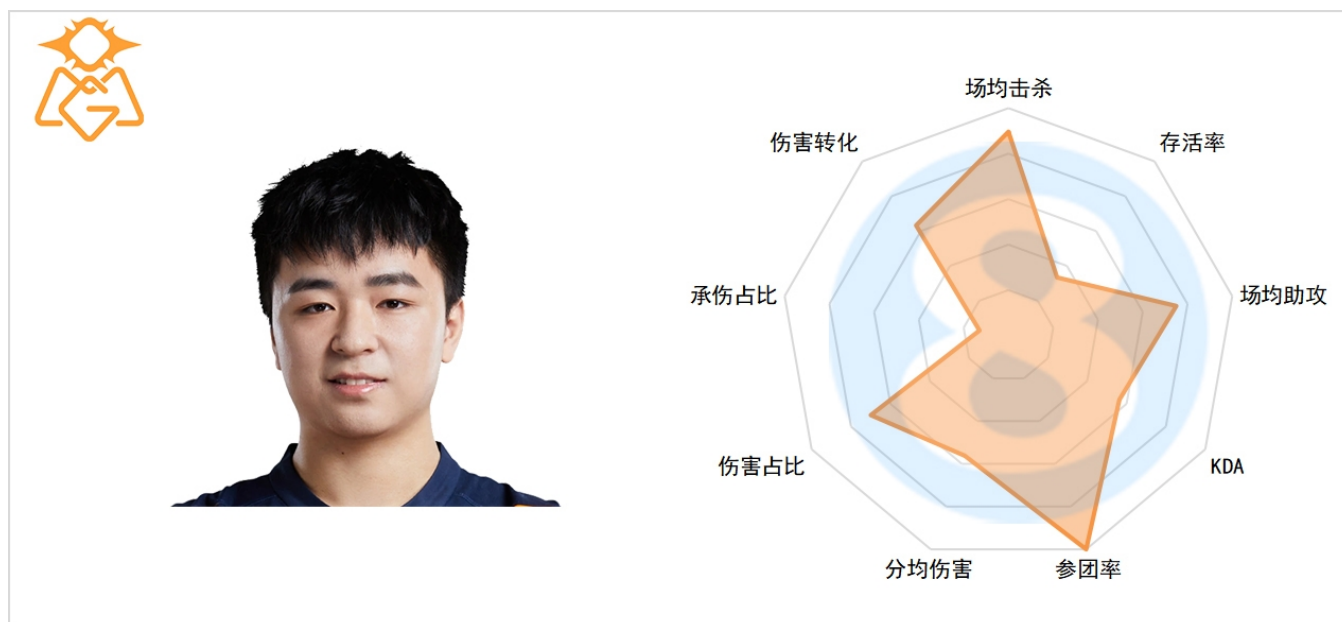 场均击杀
伤害转化
存活率
承伤占比
场均助攻
伤害占比
KDA
分均伤害
参团率